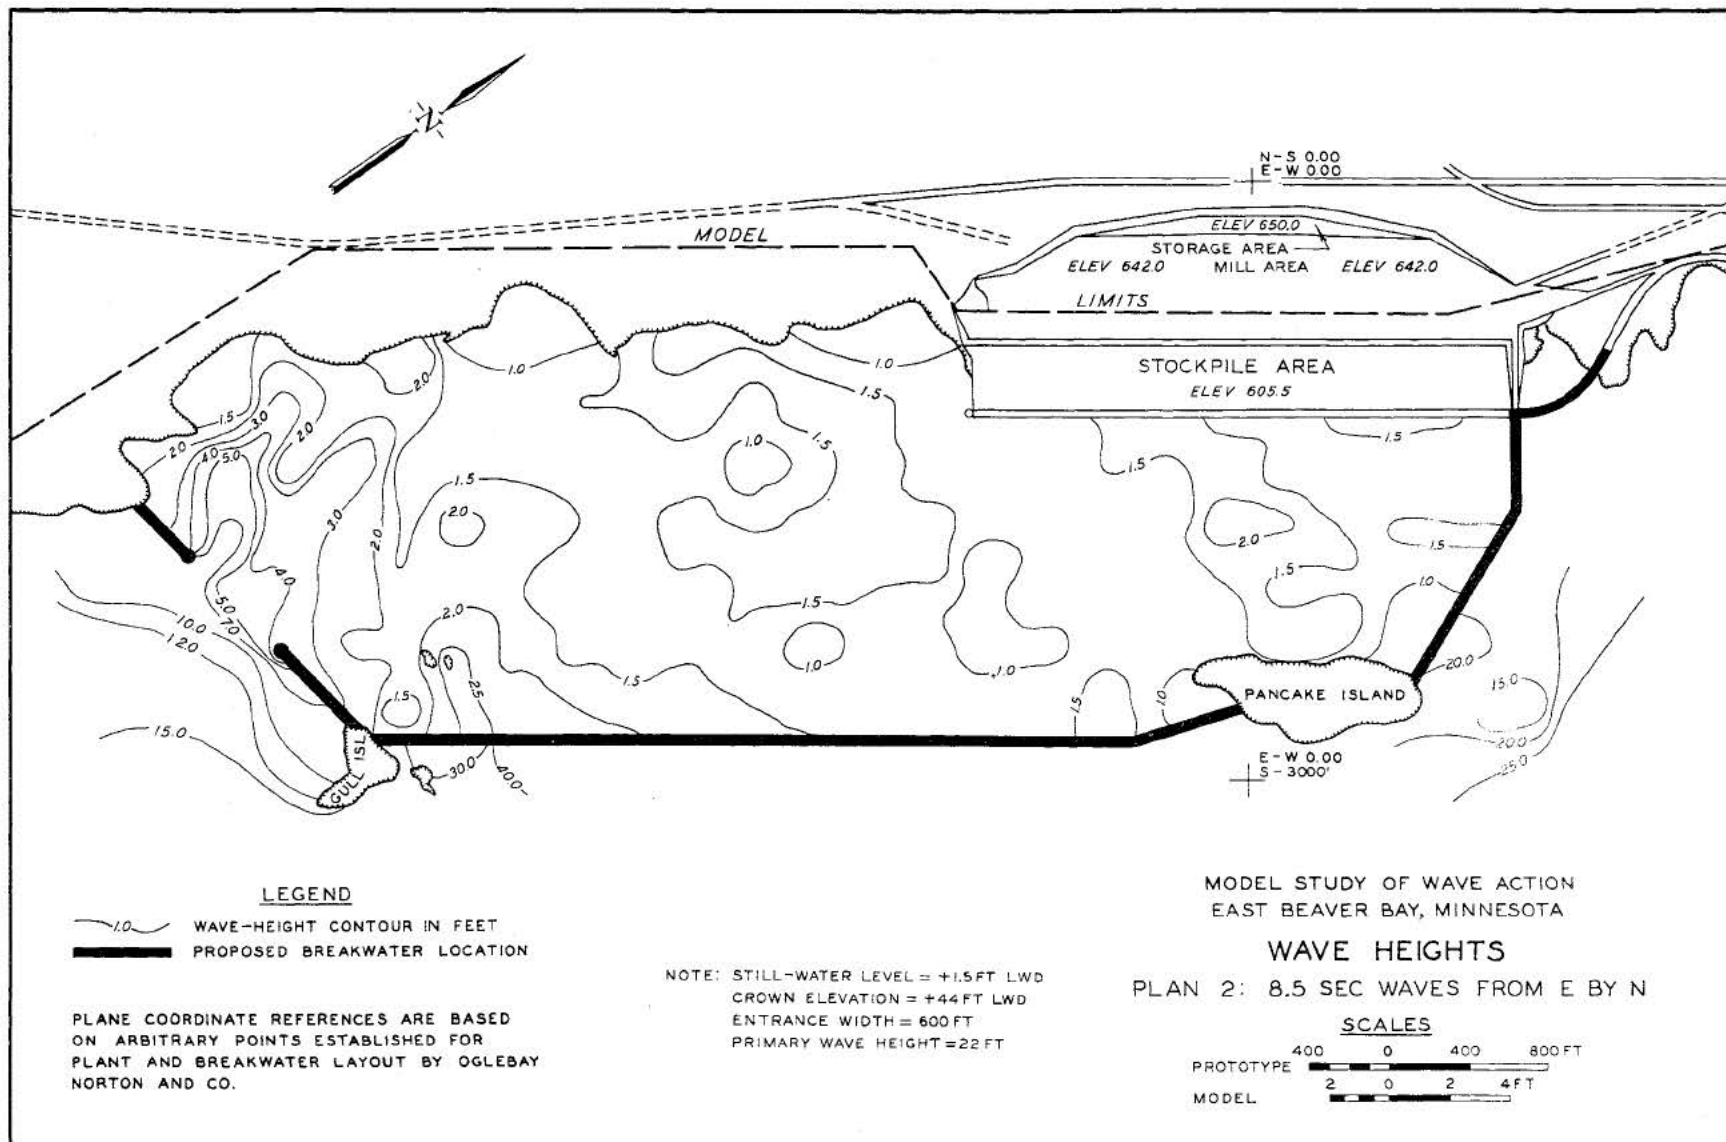 N
N-S 0.00
E-W 0.00
MODEL
ELEV 650.0
STORAGE AREA
ELEV 642.0 MILL AREA ELEV 642.0
LIMITS
STOCKPILE AREA
ELEV 605.5
1.0
1.0
2.0
1.5
1.5
3.0
2.0
2.0
4.0
5.0
1.0
1.5
1.5
1.5
1.5
2.0
3.0
2.0
2.0
1.5
4.0
1.5
5.0
7.0
10.0
12.0
2.0
1.5
1.0
1.0
1.0
1.5
20.0
15.0
2.5
1.5
1.5
1.0
PANCAKE ISLAND
15.0
20.0
25.0
30.0
40.0
GULL ISL
E-W 0.00
S-3000'
LEGEND
1.0 WAVE-HEIGHT CONTOUR IN FEET
PROPOSED BREAKWATER LOCATION
PLANE COORDINATE REFERENCES ARE BASED
ON ARBITRARY POINTS ESTABLISHED FOR
PLANT AND BREAKWATER LAYOUT BY OGLEBAY
NORTON AND CO.
NOTE: STILL-WATER LEVEL = +1.5 FT LWD
CROWN ELEVATION = +44 FT LWD
ENTRANCE WIDTH = 600 FT
PRIMARY WAVE HEIGHT = 22 FT
MODEL STUDY OF WAVE ACTION
EAST BEAVER BAY, MINNESOTA
WAVE HEIGHTS
PLAN 2: 8.5 SEC WAVES FROM E BY N
SCALES
400 0 400 800 FT
PROTOTYPE
2 0 2 4 FT
MODEL